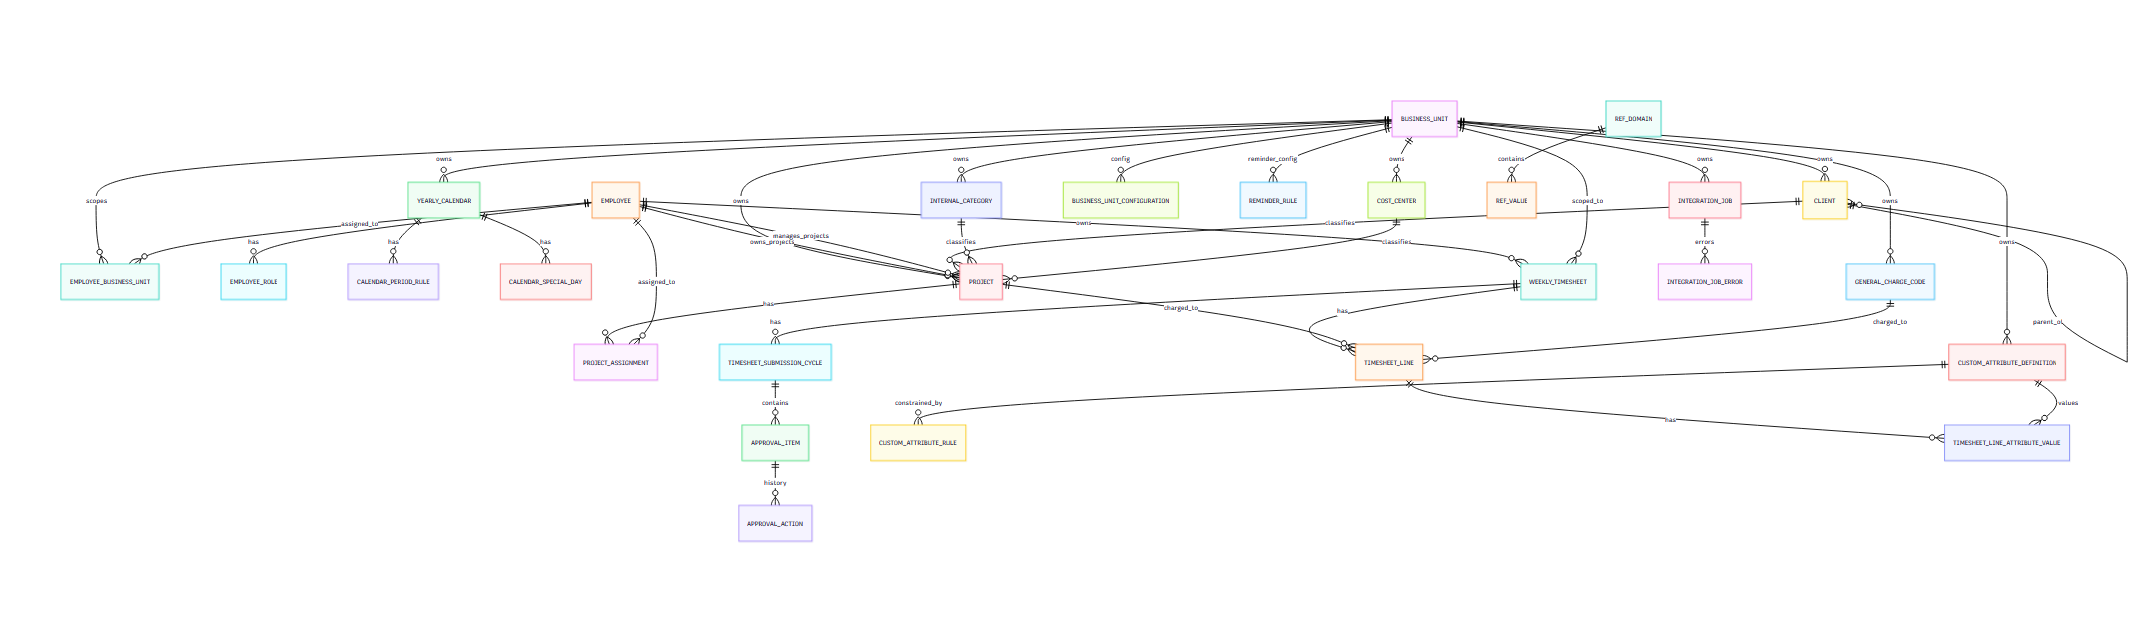 BUSINESS_UNIT
REF_DOMAIN
owns
owns
config
reminder_config
owns
contains
owns
owns
scopes
YEARLY_CALENDAR
EMPLOYEE
owns
INTERNAL_CATEGORY
BUSINESS_UNIT_CONFIGURATION
REMINDER_RULE
COST_CENTER
REF_VALUE
scoped_to
INTEGRATION_JOB
CLIENT
owns
assigned_to
owns
classifies
has
has
has
manages_projects
owns_projects
classifies
classifies
errors
owns
EMPLOYEE_BUSINESS_UNIT
EMPLOYEE_ROLE
CALENDAR_PERIOD_RULE
CALENDAR_SPECIAL_DAY
assigned_to
PROJECT
WEEKLY_TIMESHEET
INTEGRATION_JOB_ERROR
GENERAL_CHARGE_CODE
has
charged_to
has
has
charged_to
parent_of
PROJECT_ASSIGNMENT
TIMESHEET_SUBMISSION_CYCLE
TIMESHEET_LINE
CUSTOM_ATTRIBUTE_DEFINITION
contains
constrained_by
values
has
APPROVAL_ITEM
CUSTOM_ATTRIBUTE_RULE
TIMESHEET_LINE_ATTRIBUTE_VALUE
history
APPROVAL_ACTION